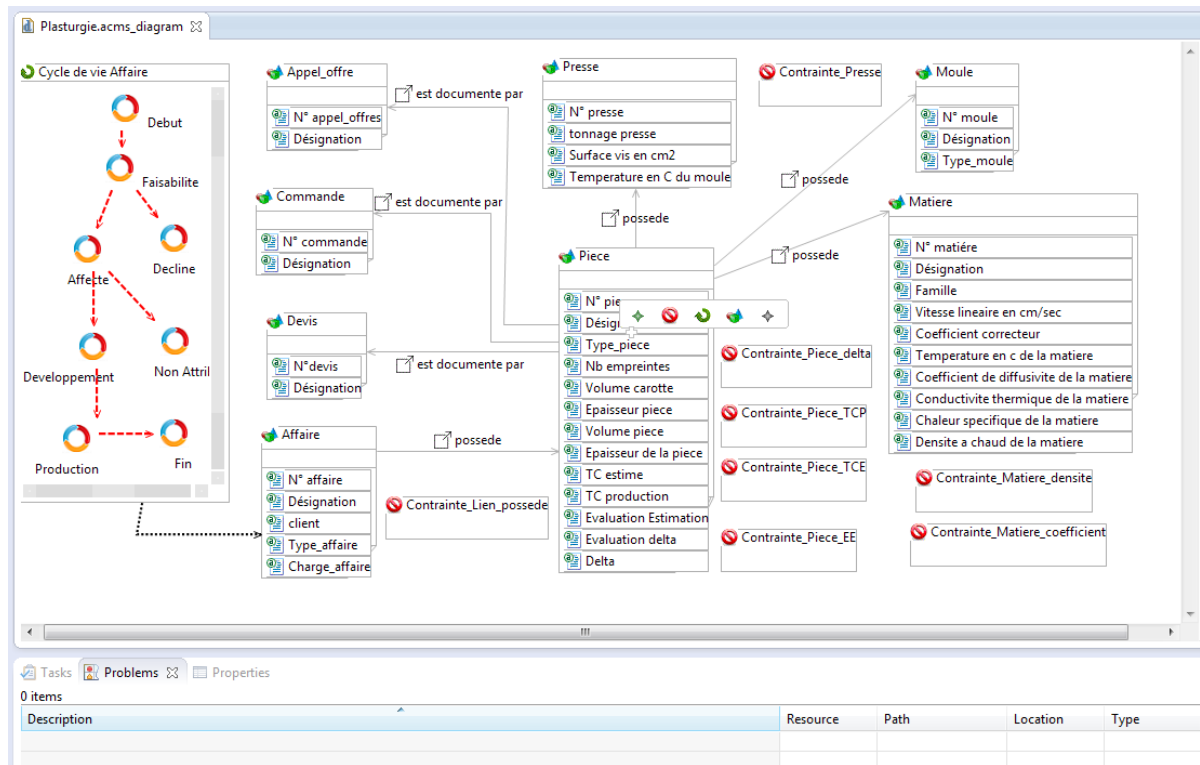 Plasturgie.acms_diagram
Cycle de vie Affaire
Debut
Faisabilite
Affecte
Decline
Developpement
Non Attril
Production
Fin
Appel_offre
N° appel_offres
Désignation
est documente par
Commande
N° commande
Désignation
est documente par
Devis
N°devis
Désignation
est documente par
Affaire
N° affaire
Désignation
client
Type_affaire
Charge_affaire
possede
Contrainte_Lien_possede
Presse
N° presse
tonnage presse
Surface vis en cm2
Temperature en C du moule
possede
Piece
N° pie
Désig
Type_piece
Nb empreintes
Volume carotte
Epaisseur piece
Volume piece
Epaisseur de la piece
TC estime
TC production
Evaluation Estimation
Evaluation delta
Delta
Contrainte_Presse
Moule
N° moule
Désignation
Type_moule
possede
possede
Matiere
N° matiére
Désignation
Famille
Vitesse lineaire en cm/sec
Coefficient correcteur
Temperature en c de la matiere
Coefficient de diffusivite de la matiere
Conductivite thermique de la matiere
Chaleur specifique de la matiere
Densite a chaud de la matiere
Contrainte_Piece_delta
Contrainte_Piece_TCP
Contrainte_Piece_TCE
Contrainte_Piece_EE
Contrainte_Matiere_densite
Contrainte_Matiere_coefficient
Tasks Problems Properties
0 items
Description Resource Path Location Type